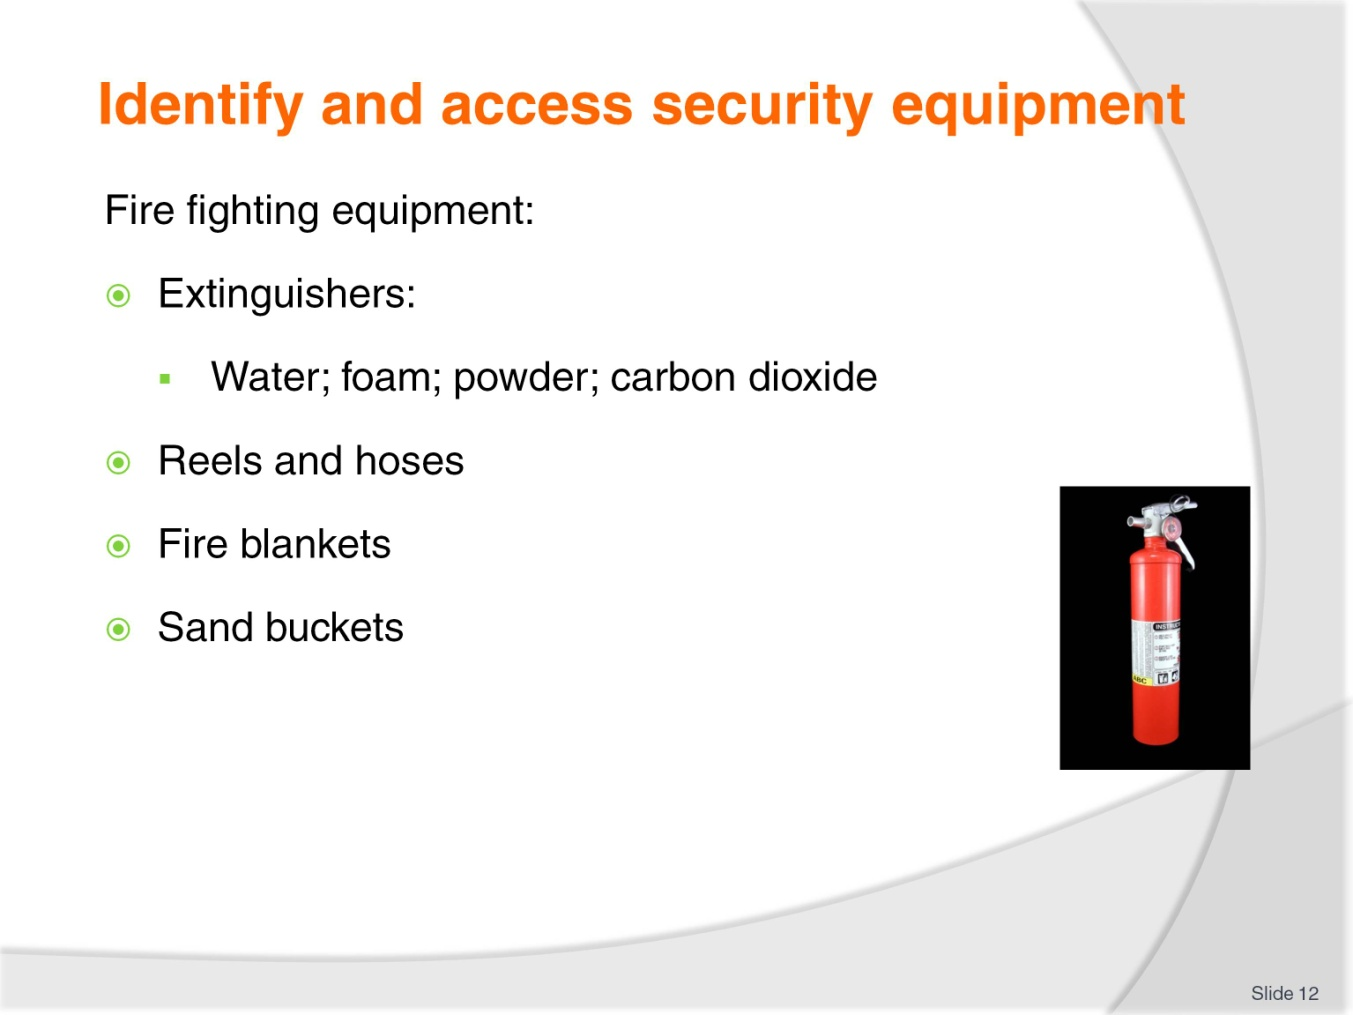 Identify and access security equipment
Fire fighting equipment:
Extinguishers:
Water; foam; powder; carbon dioxide
Reels and hoses
Fire blankets
Sand buckets
ABC
Slide 12